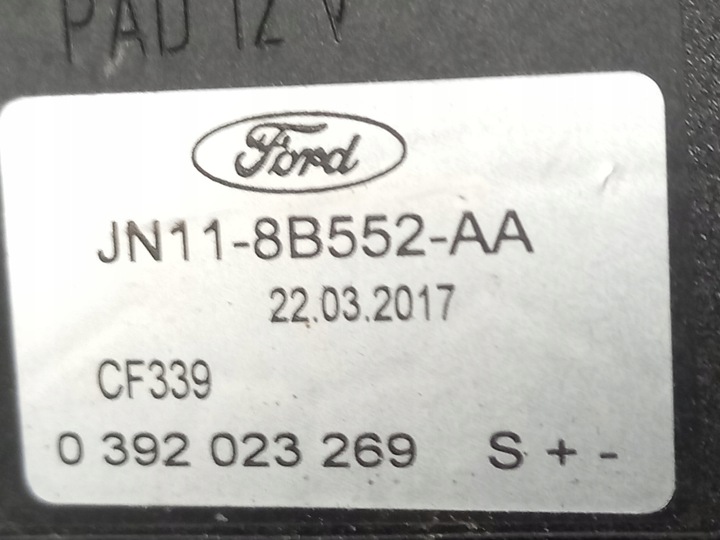 PAD 12 V
Ford
JN11-8B552-AA
22.03.2017
CF339
0 392 023 269 S + -